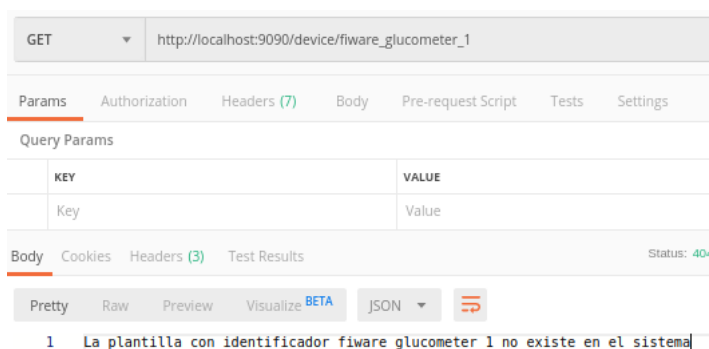 GET http://localhost:9090/device/fiware_glucometer_1
Params Authorization Headers (7) Body Pre-request Script Tests Settings
Query Params
KEY VALUE
Key Value
Body Cookies Headers (3) Test Results Status: 404
Pretty Raw Preview Visualize BETA JSON
1 La plantilla con identificador fiware glucometer 1 no existe en el sistema